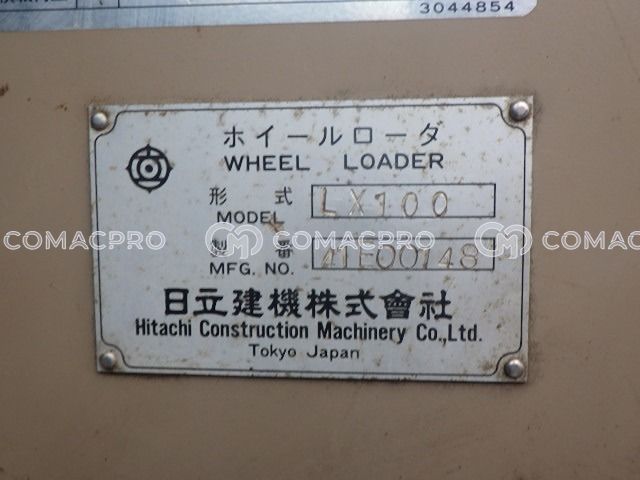 3044854
ホイールローダ
WHEEL LOADER
形 式
MODEL LX100
製 番
MFG. NO. 41E00148
日立建機株式會社
Hitachi Construction Machinery Co.,Ltd.
Tokyo Japan
COMACPRO COMACPRO COMAC